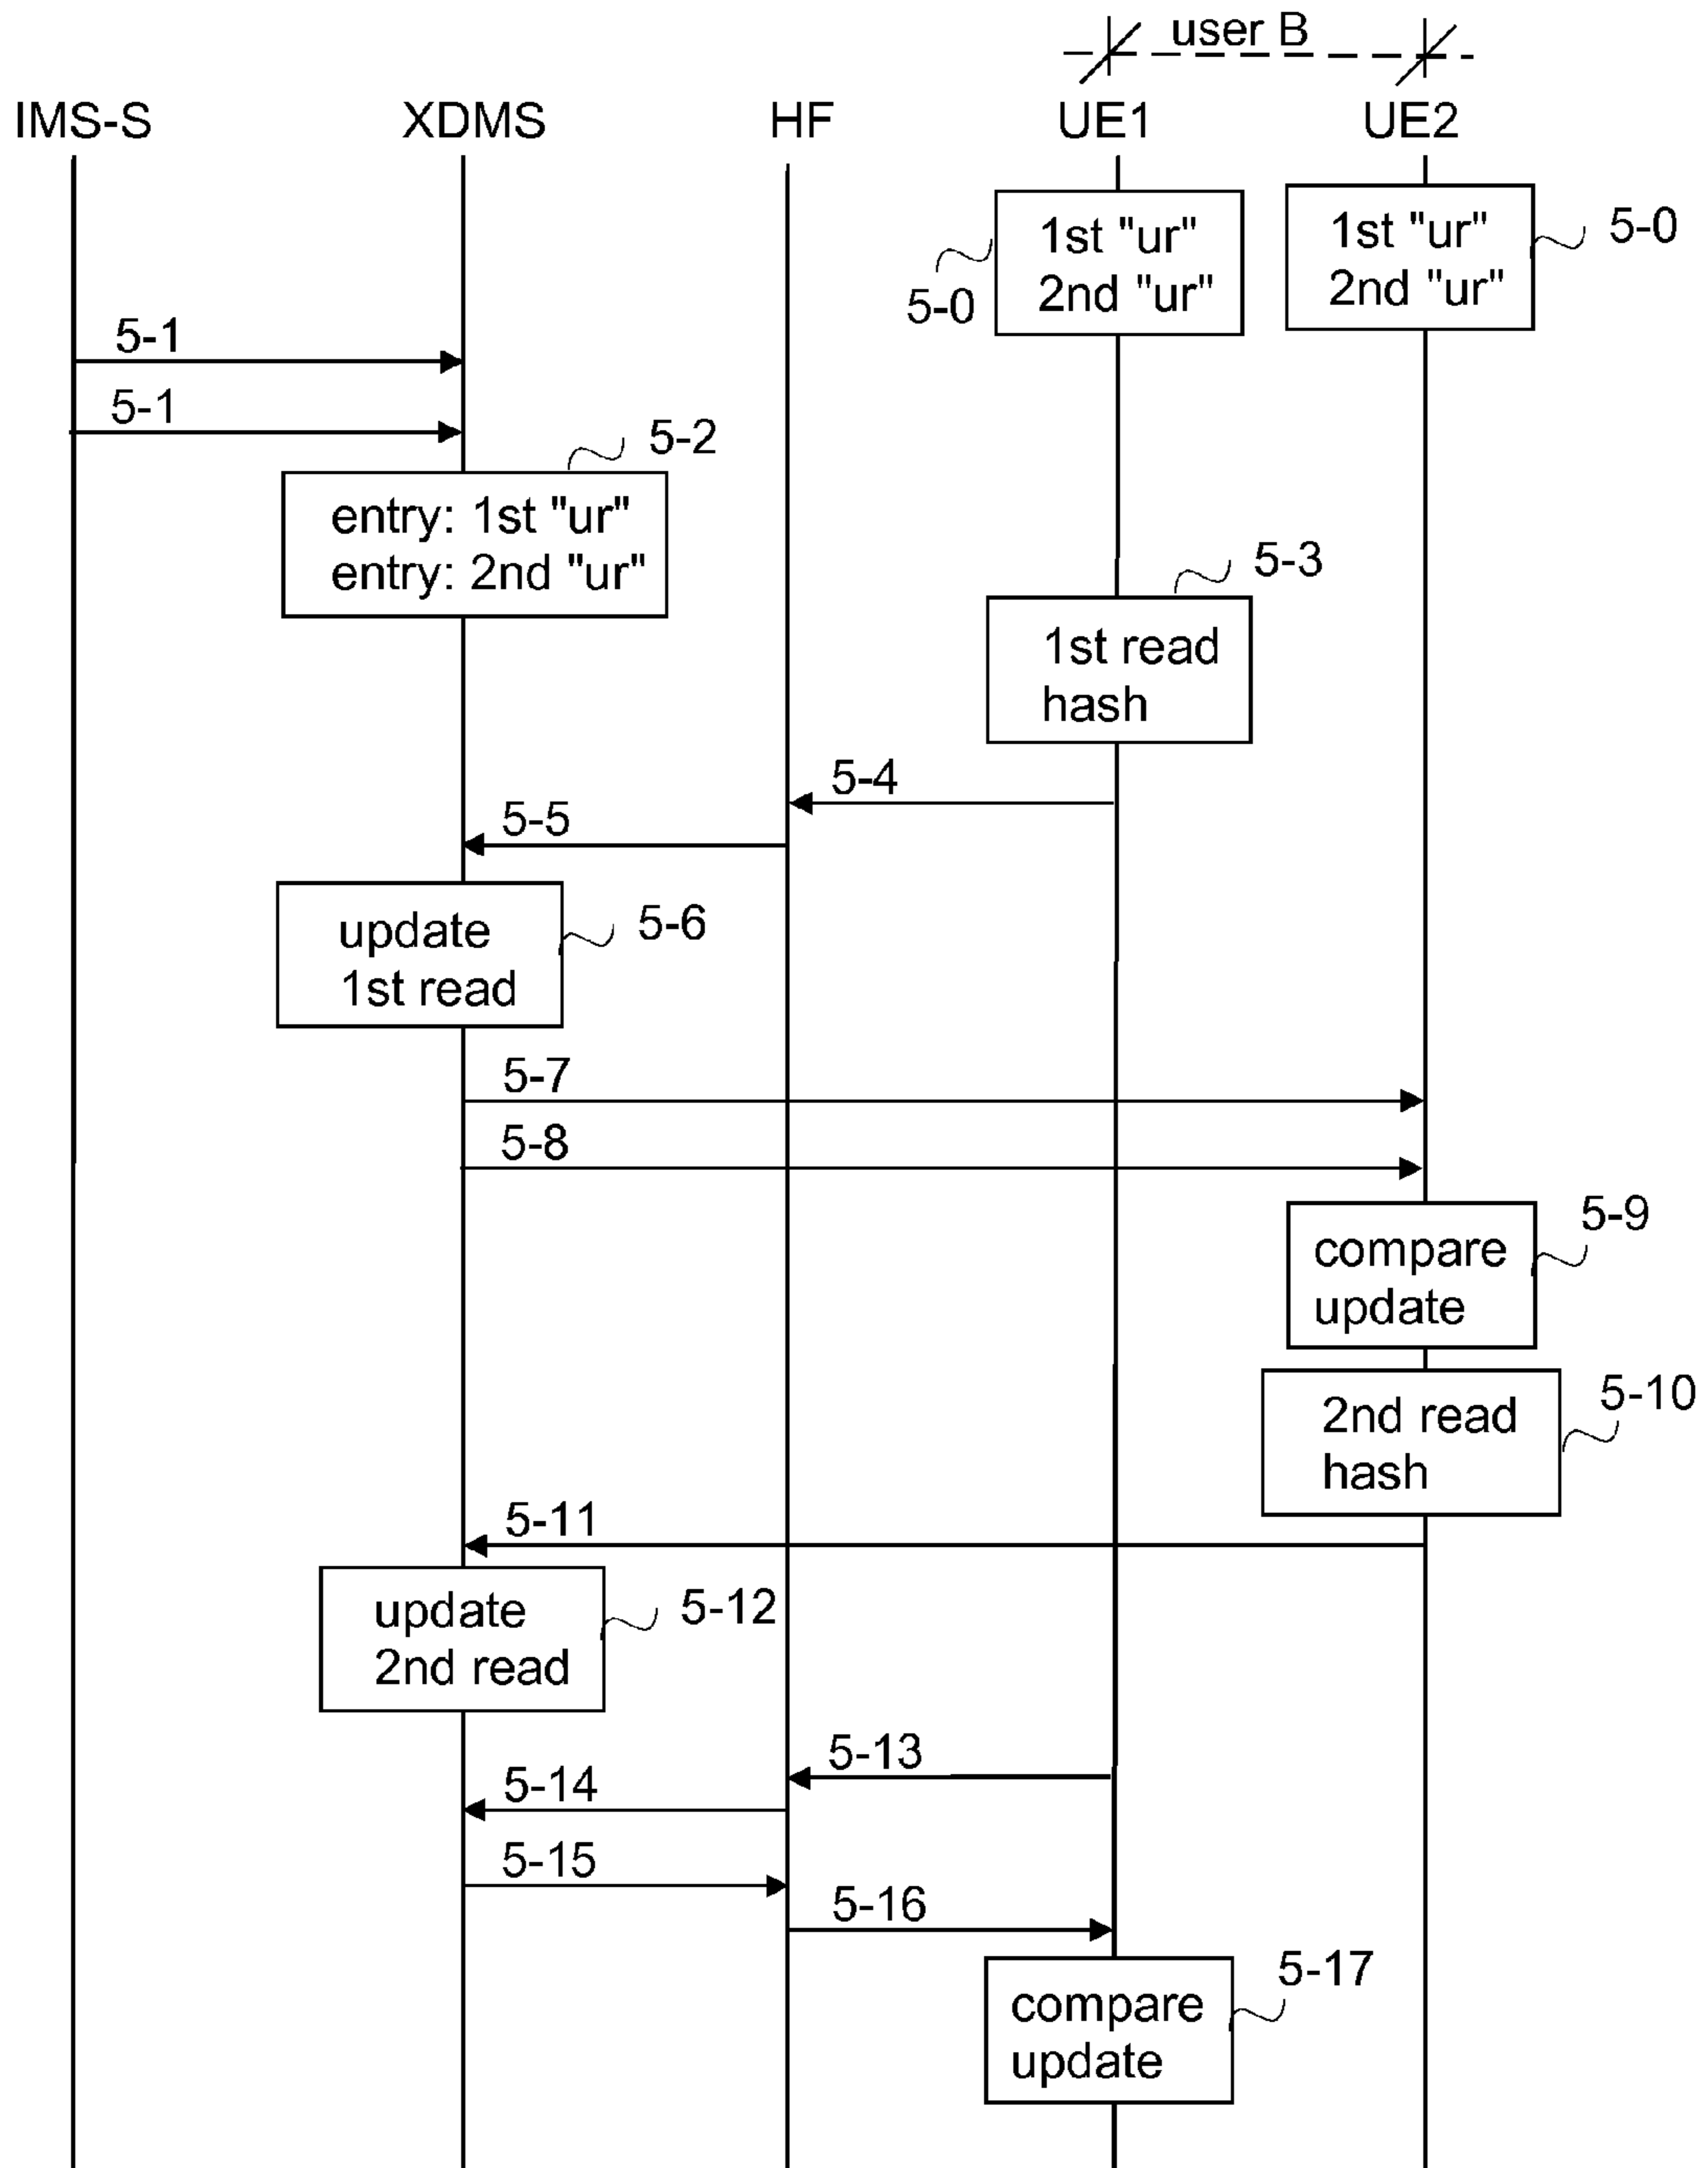 user B
IMS-S XDMS HF UE1 UE2
1st "ur"
2nd "ur"
5-0
1st "ur"
2nd "ur"
5-0
5-1
5-1
5-2
entry: 1st "ur"
entry: 2nd "ur"
5-3
1st read
hash
5-4
5-5
update
1st read
5-6
5-7
5-8
5-9
compare
update
5-10
2nd read
hash
5-11
update
2nd read
5-12
5-13
5-14
5-15
5-16
5-17
compare
update